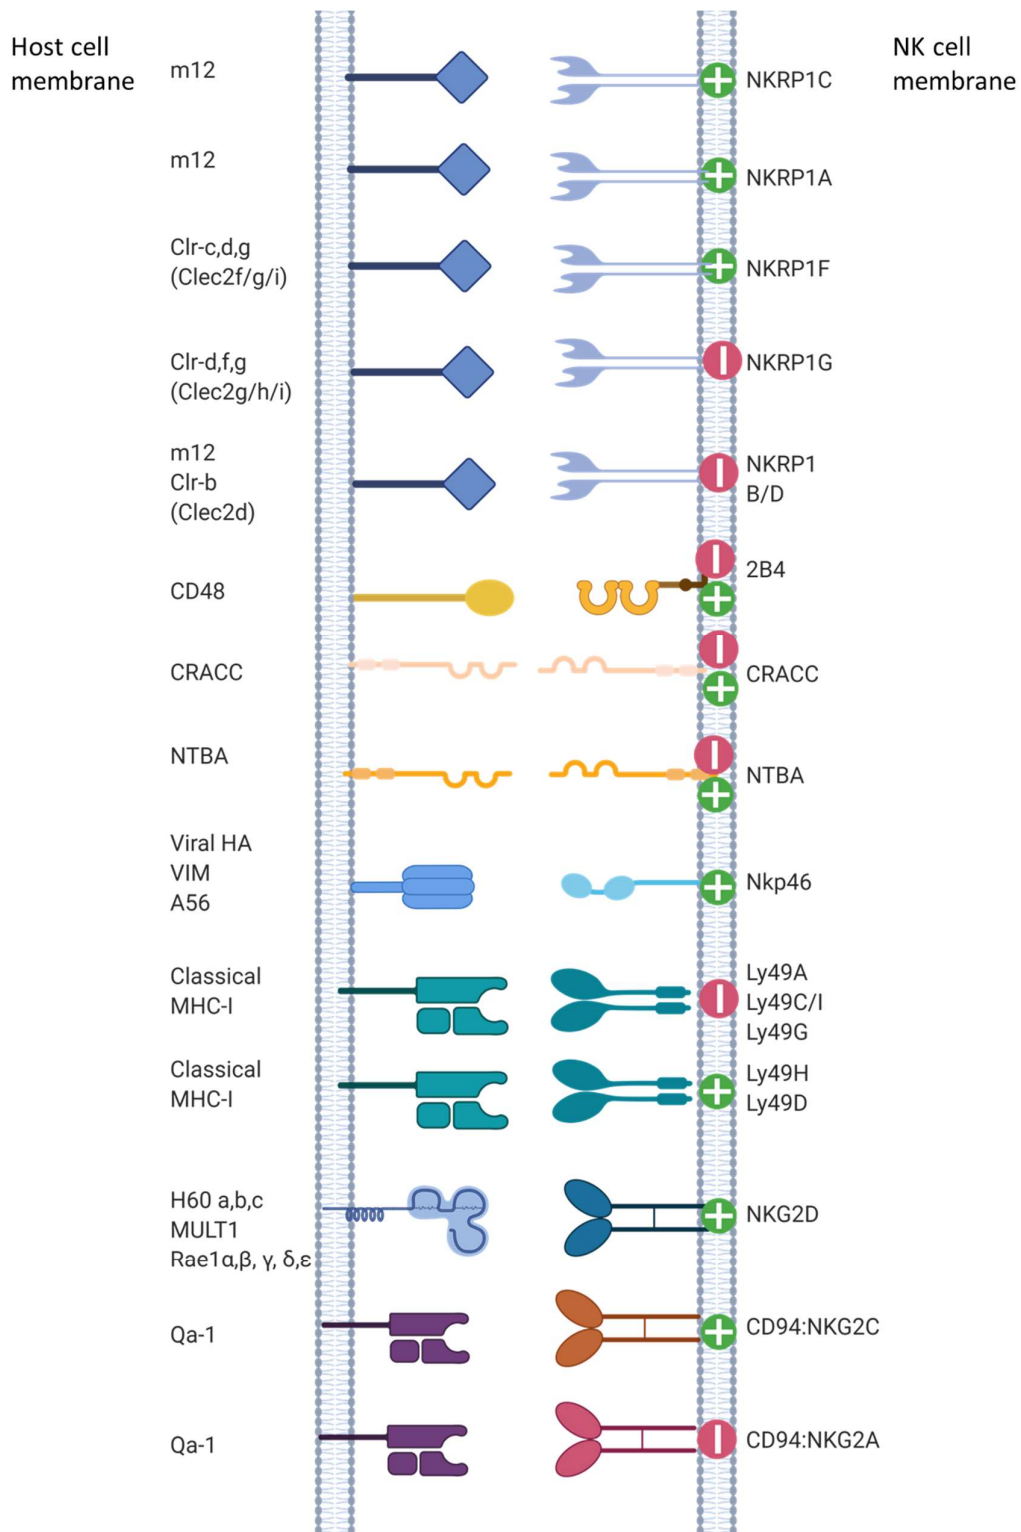 Host cell
membrane
NK cell
membrane
m12
NKRP1C
m12
NKRP1A
Clr-c,d,g
(Clec2f/g/i)
NKRP1F
Clr-d,f,g
(Clec2g/h/i)
NKRP1G
m12
Clr-b
(Clec2d)
NKRP1
B/D
CD48
2B4
CRACC
CRACC
NTBA
NTBA
Viral HA
VIM
A56
Nkp46
Classical
MHC-I
Ly49A
Ly49C/I
Ly49G
Classical
MHC-I
Ly49H
Ly49D
H60 a,b,c
MULT1
Rae1α,β, γ, δ,ε
NKG2D
Qa-1
CD94:NKG2C
Qa-1
CD94:NKG2A